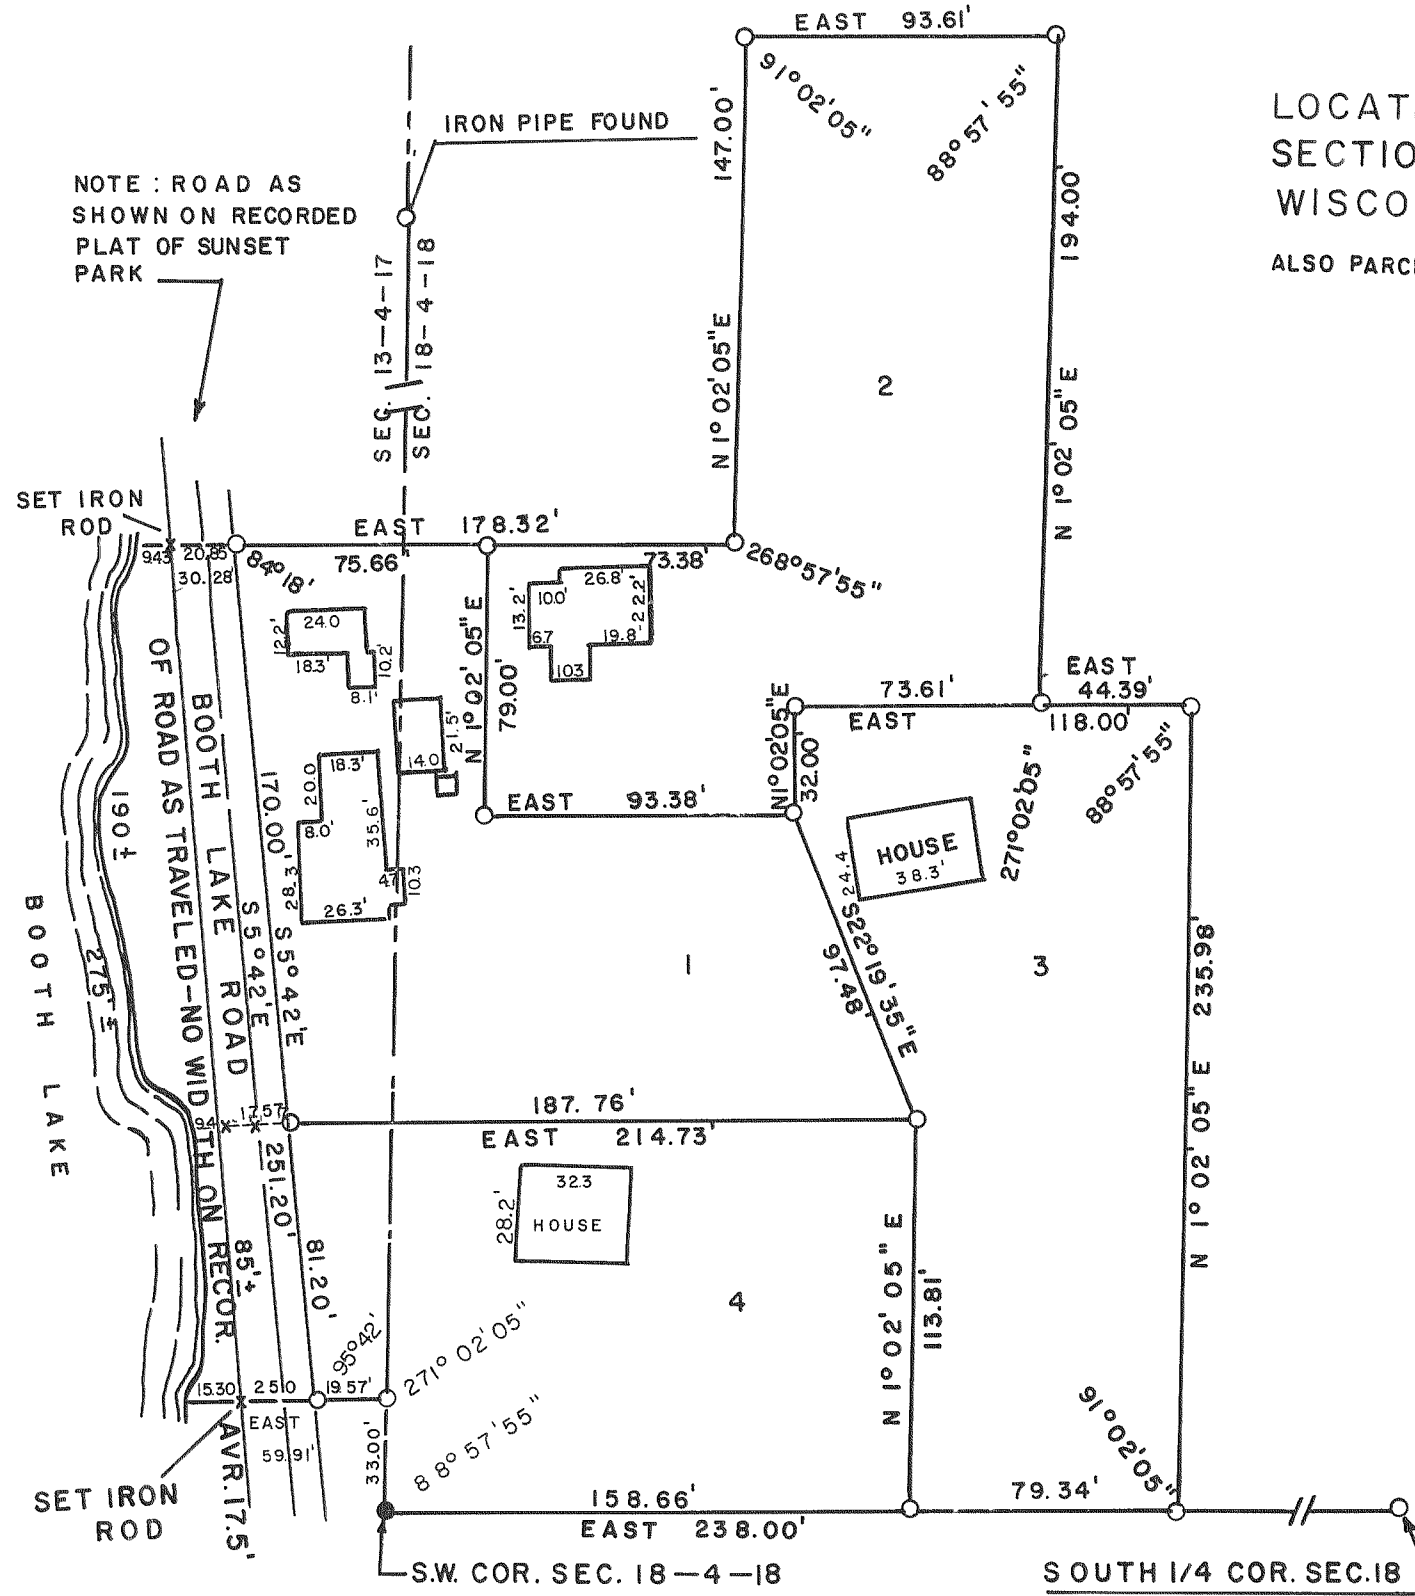 EAST 93.61'
91°02'05"
88°57'55"
147.00'
N 1°02'05"E
194.00'
N 1°02'05"E
2
LOCAT
SECTIO
WISCO
ALSO PARC
IRON PIPE FOUND
NOTE : ROAD AS
SHOWN ON RECORDED
PLAT OF SUNSET
PARK
SEC. 13-4-17
SEC. 18-4-18
SET IRON
ROD
EAST 178.32'
9.43
20.85
30.28
84°18'
75.66'
73.38'
268°57'55"
24.0
12.2'
18.3'
10.2'
8.1'
13.2'
10.0'
26.8'
22.2'
6.7
19.8'
10.3
N 1°02'05"E
79.00'
14.0
21.5'
18.3'
20.0
8.0'
35.6'
28.3'
4.7
10.3
26.3'
EAST 93.38'
N1°02'05"E
32.00'
73.61'
EAST
EAST
44.39'
118.00'
271°02'05"
88°57'55"
HOUSE
38.3'
24.4
S22°19'35"E
97.48'
1
3
235.98'
N 1°02'05"E
BOOTH LAKE
190±
275'±
OF ROAD AS TRAVELED-NO WIDTH ON RECOR.
BOOTH LAKE ROAD
170.00'
S 5°42'E
S 5°42'E
9.4
17.57
187.76'
EAST 214.73'
251.20'
81.20'
85'±
32.3
28.2'
HOUSE
4
N 1°02'05"E
113.81'
95°42'
271°02'05"
88°57'55"
15.30
25.0
19.57'
EAST
59.91'
33.00'
AVR.17.5'
SET IRON
ROD
91°02'05"
158.66'
79.34'
EAST 238.00'
S.W. COR. SEC. 18-4-18
SOUTH 1/4 COR. SEC.18